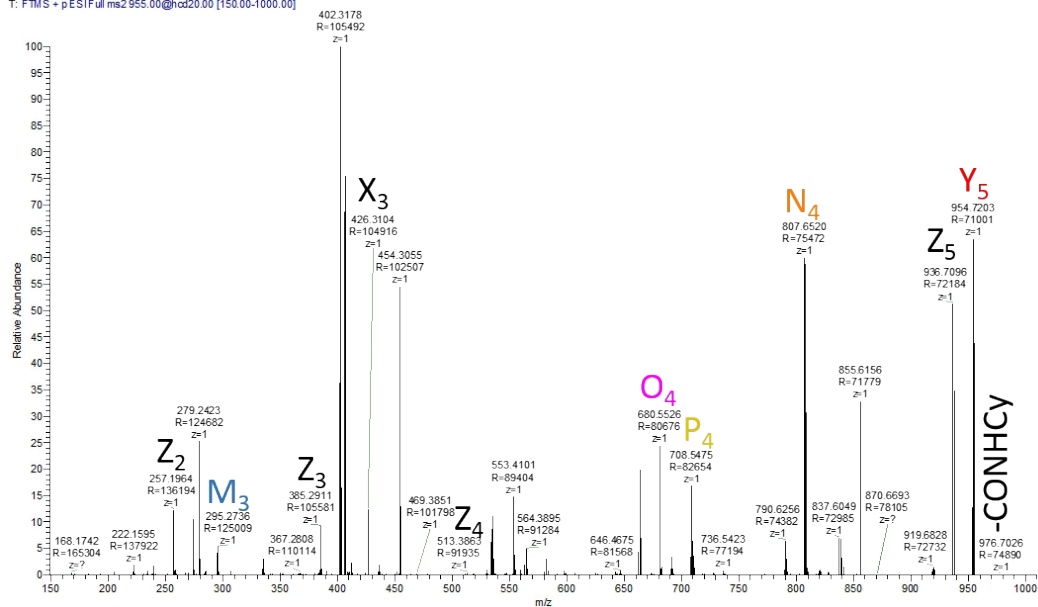 T: FTMS + p ESI Full ms2 955.00@hcd20.00 [150.00-1000.00]
402.3178
R=105492
z=1
X3
426.3104
R=104916
z=1
454.3055
R=102507
z=1
N4
807.6520
R=75472
z=1
Y5
954.7203
R=71001
z=1
Z5
936.7096
R=72184
z=1
855.6156
R=71779
z=1
O4
680.5526
R=80676
z=1
P4
708.5475
R=82654
z=1
279.2423
R=124682
z=1
Z2
257.1964
R=136194
z=1
M3
295.2736
R=125009
z=1
Z3
385.2911
R=105581
z=1
469.3851
R=101798
z=1
Z4
513.3863
R=91935
z=1
553.4101
R=89404
z=1
564.3895
R=91284
z=1
168.1742
R=165304
z=?
222.1595
R=137922
z=1
367.2808
R=110114
z=1
646.4675
R=81568
z=1
736.5423
R=77194
z=1
790.6256
R=74382
z=1
837.6049
R=72985
z=1
870.6693
R=78105
z=?
919.6828
R=72732
z=1
976.7026
R=74890
z=1
-CONHCy
Relative Abundance
100
95
90
85
80
75
70
65
60
55
50
45
40
35
30
25
20
15
10
5
0
150 200 250 300 350 400 450 500 550 600 650 700 750 800 850 900 950 1000
m/z